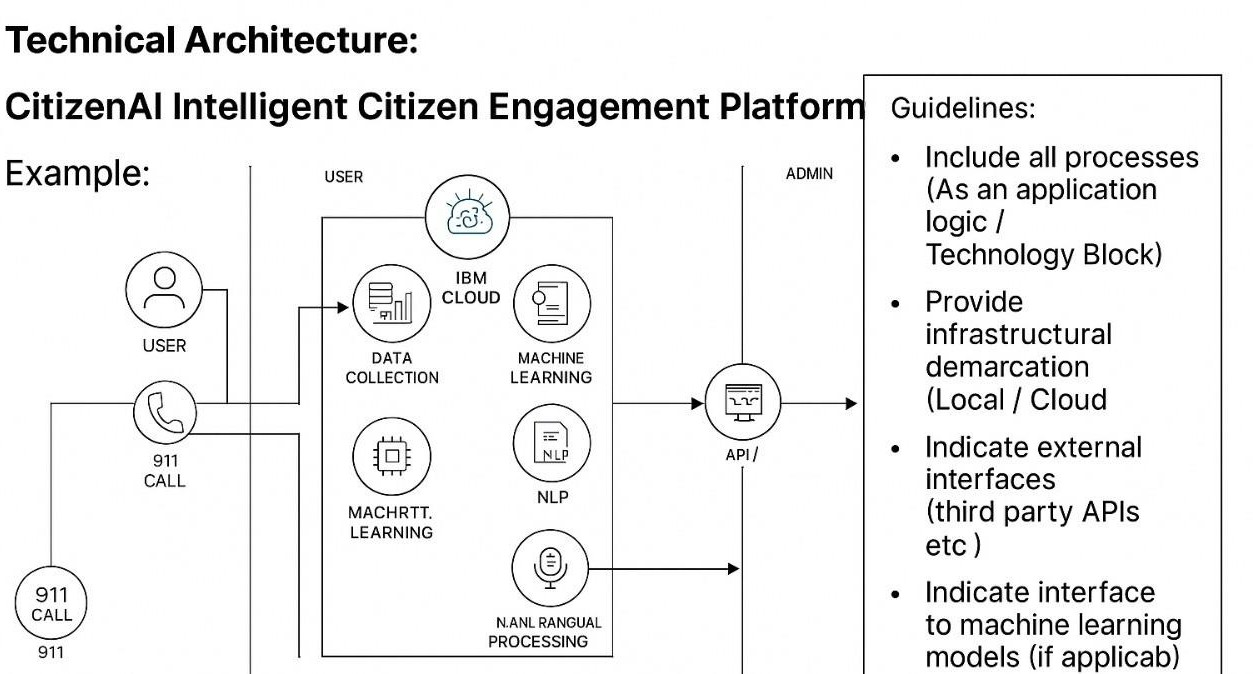 Technical Architecture:
CitizenAI Intelligent Citizen Engagement Platform
Example:
USER
ADMIN
USER
911
CALL
911
CALL
911
IBM
CLOUD
DATA
COLLECTION
MACHINE
LEARNING
MACHRTT.
LEARNING
NLP
NLP
N.ANL RANGUAL
PROCESSING
API /
Guidelines:
• Include all processes
(As an application
logic /
Technology Block)
• Provide
infrastructural
demarcation
(Local / Cloud
• Indicate external
interfaces
(third party APIs
etc )
• Indicate interface
to machine learning
models (if applicab)